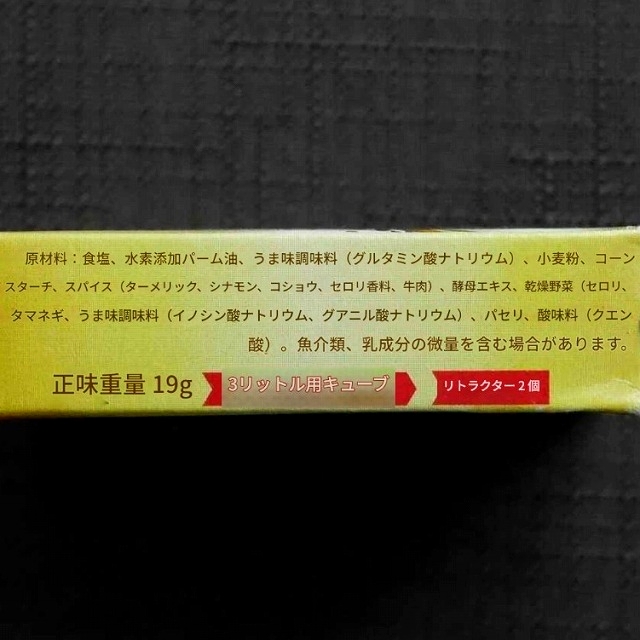 原材料：食塩、水素添加パーム油、うま味調味料（グルタミン酸ナトリウム）、小麦粉、コーン
スターチ、スパイス（ターメリック、シナモン、コショウ、セロリ香料、牛肉）、酵母エキス、乾燥野菜（セロリ、
タマネギ、うま味調味料（イノシン酸ナトリウム、グアニル酸ナトリウム）、パセリ、酸味料（クエン
酸）。魚介類、乳成分の微量を含む場合があります。
正味重量 19g 3リットル用キューブ リトラクター 2 個